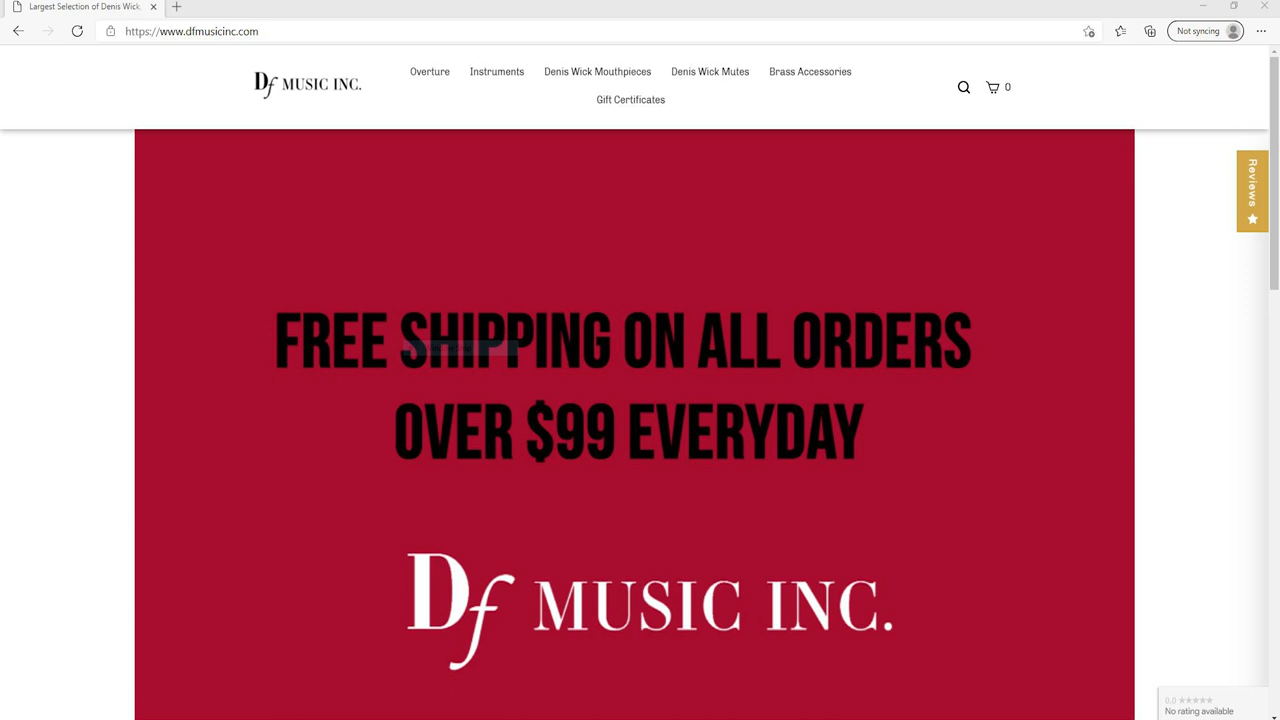 Largest Selection of Denis Wick
https://www.dfmusicinc.com
Not syncing
Df MUSIC INC.
Overture
Instruments
Denis Wick Mouthpieces
Denis Wick Mutes
Brass Accessories
Gift Certificates
0
Reviews
FREE SHIPPING ON ALL ORDERS
OVER $99 EVERYDAY
Df MUSIC INC.
0.0
No rating available